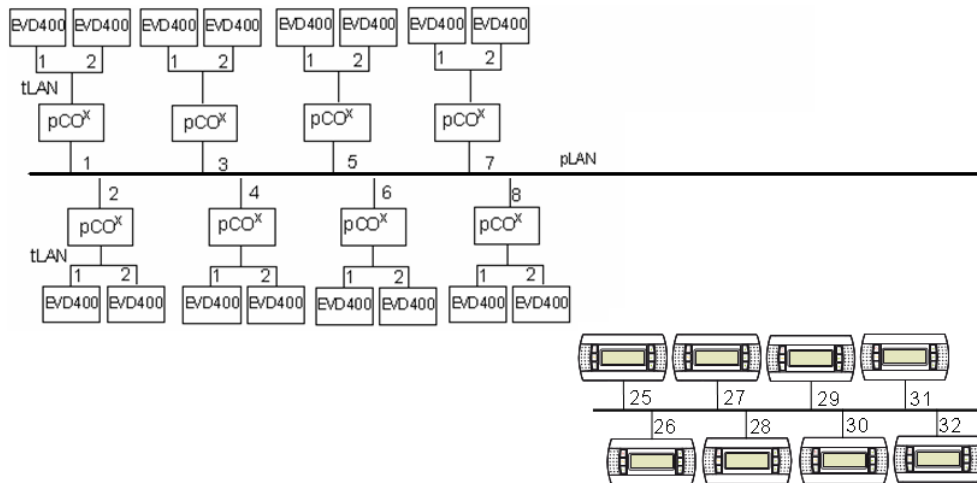 EVD400 EVD400 EVD400 EVD400 EVD400 EVD400 EVD400 EVD400
1 2 1 2 1 2 1 2
tLAN
pCOX pCOX pCOX pCOX
1 3 5 7 pLAN
2 4 6 8
pCOX pCOX pCOX pCOX
tLAN
1 2 1 2 1 2 1 2
EVD400 EVD400 EVD400 EVD400 EVD400 EVD400 EVD400 EVD400
25 27 29 31
26 28 30 32